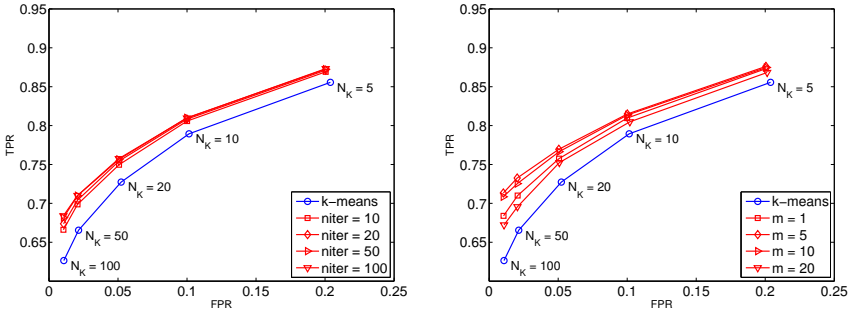 0.95
0.9
0.85
0.8
0.75
0.7
0.65
TPR
0
0.05
0.1
0.15
0.2
0.25
FPR
N_K = 5
N_K = 10
N_K = 20
N_K = 50
N_K = 100
k−means
niter = 10
niter = 20
niter = 50
niter = 100
0.95
0.9
0.85
0.8
0.75
0.7
0.65
TPR
0
0.05
0.1
0.15
0.2
0.25
FPR
N_K = 5
N_K = 10
N_K = 20
N_K = 50
N_K = 100
k−means
m = 1
m = 5
m = 10
m = 20